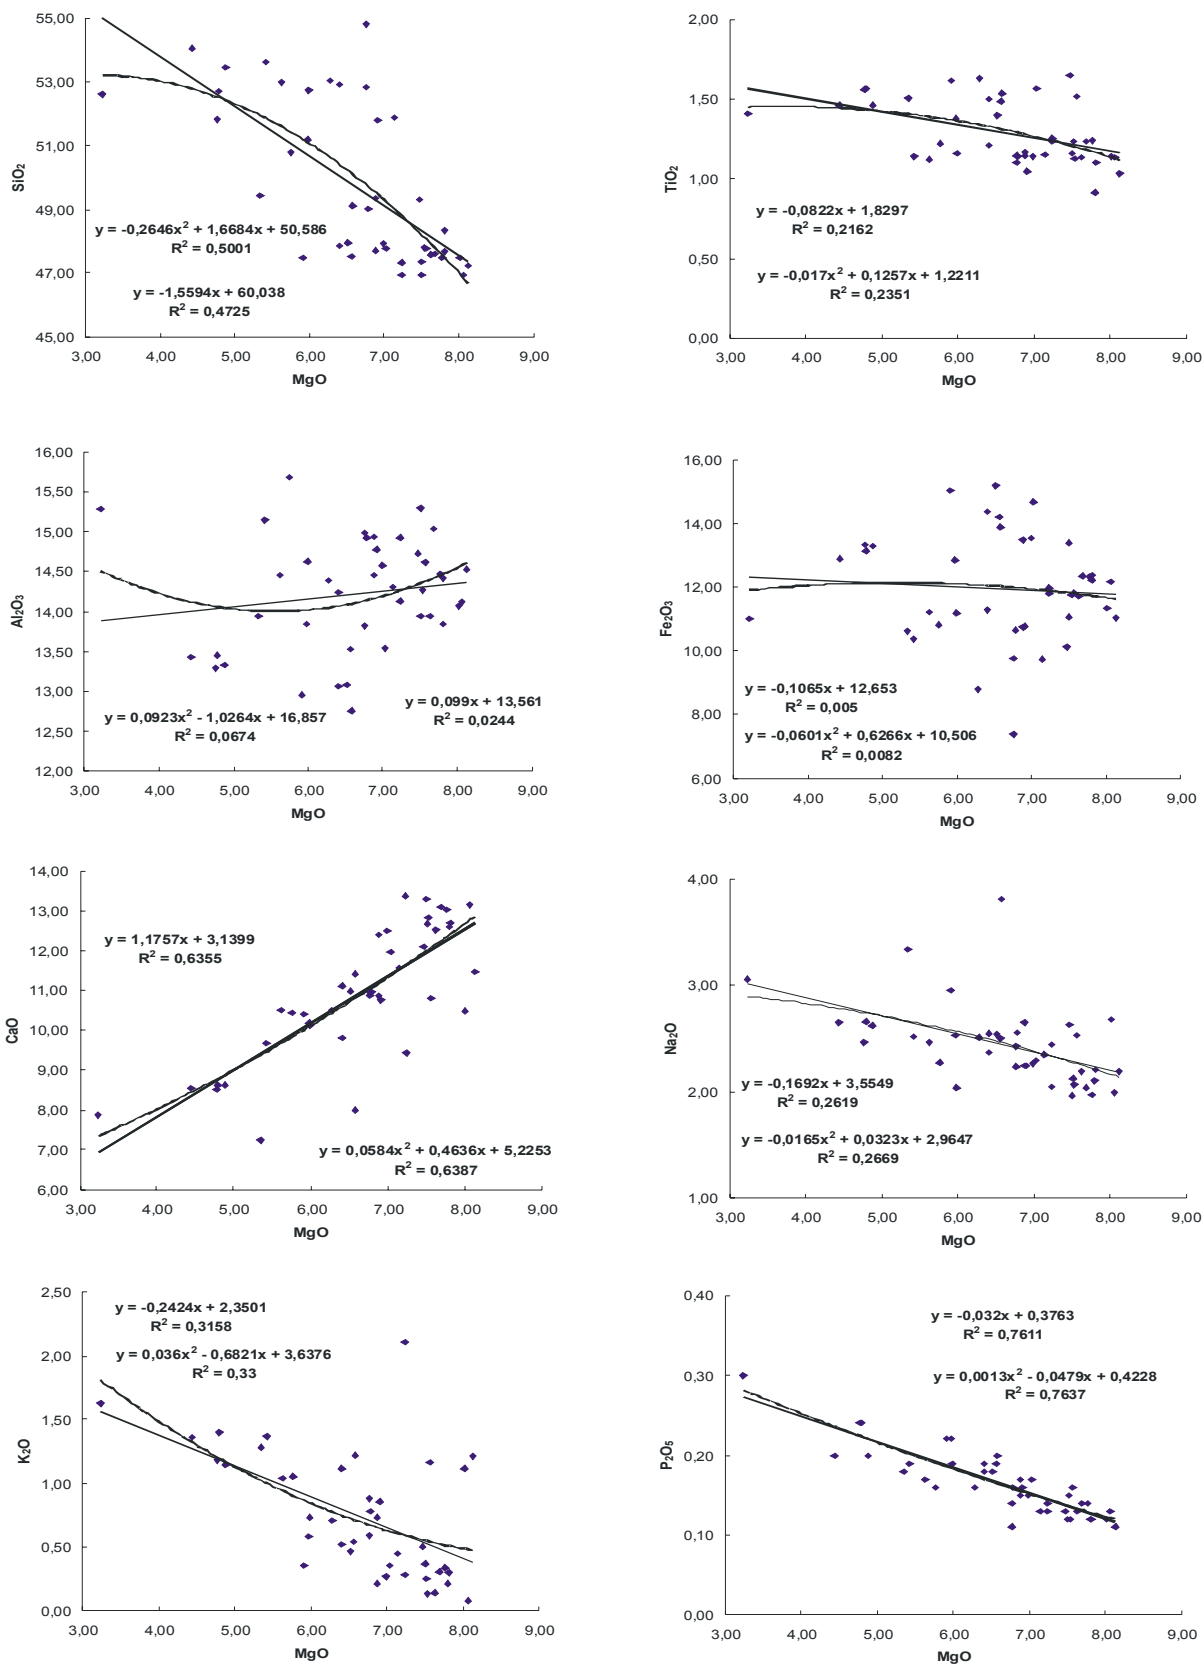 55,00
53,00
51,00
49,00
47,00
45,00
SiO₂
y = -0,2646x² + 1,6684x + 50,586
R² = 0,5001
y = -1,5594x + 60,038
R² = 0,4725
3,00 4,00 5,00 6,00 7,00 8,00 9,00
MgO
2,00
1,50
1,00
0,50
0,00
TiO₂
y = -0,0822x + 1,8297
R² = 0,2162
y = -0,017x² + 0,1257x + 1,2211
R² = 0,2351
3,00 4,00 5,00 6,00 7,00 8,00 9,00
MgO
16,00
15,50
15,00
14,50
14,00
13,50
13,00
12,50
12,00
Al₂O₃
y = 0,099x + 13,561
R² = 0,0244
y = 0,0923x² - 1,0264x + 16,857
R² = 0,0674
3,00 4,00 5,00 6,00 7,00 8,00 9,00
MgO
16,00
14,00
12,00
10,00
8,00
6,00
Fe₂O₃
y = -0,1065x + 12,653
R² = 0,005
y = -0,0601x² + 0,6266x + 10,506
R² = 0,0082
3,00 4,00 5,00 6,00 7,00 8,00 9,00
MgO
14,00
13,00
12,00
11,00
10,00
9,00
8,00
7,00
6,00
CaO
y = 1,1757x + 3,1399
R² = 0,6355
y = 0,0584x² + 0,4636x + 5,2253
R² = 0,6387
3,00 4,00 5,00 6,00 7,00 8,00 9,00
MgO
4,00
3,00
2,00
1,00
Na₂O
y = -0,1692x + 3,5549
R² = 0,2619
y = -0,0165x² + 0,0323x + 2,9647
R² = 0,2669
3,00 4,00 5,00 6,00 7,00 8,00 9,00
MgO
2,50
2,00
1,50
1,00
0,50
0,00
K₂O
y = -0,2424x + 2,3501
R² = 0,3158
y = 0,036x² - 0,6821x + 3,6376
R² = 0,33
3,00 4,00 5,00 6,00 7,00 8,00 9,00
MgO
0,40
0,30
0,20
0,10
0,00
P₂O₅
y = -0,032x + 0,3763
R² = 0,7611
y = 0,0013x² - 0,0479x + 0,4228
R² = 0,7637
3,00 4,00 5,00 6,00 7,00 8,00 9,00
MgO